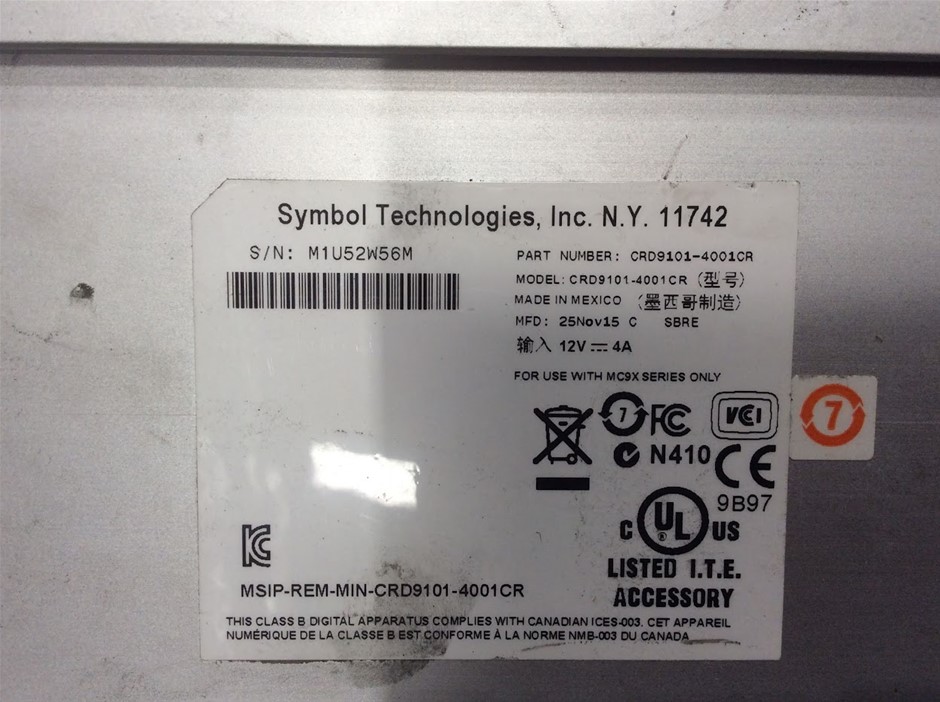 Symbol Technologies, Inc. N.Y. 11742
S/N: M1U52W56M
PART NUMBER: CRD9101-4001CR
MODEL: CRD9101-4001CR (型号)
MADE IN MEXICO (墨西哥制造)
MFD: 25Nov15 C SBRE
输入 12V ⎓ 4A
FOR USE WITH MC9X SERIES ONLY
7 FC VCI
7
N410 CE
9B97
C UL ® US
LISTED I.T.E.
ACCESSORY
KC
MSIP-REM-MIN-CRD9101-4001CR
THIS CLASS B DIGITAL APPARATUS COMPLIES WITH CANADIAN ICES-003. CET APPAREIL
NUMÉRIQUE DE LA CLASSE B EST CONFORME À LA NORME NMB-003 DU CANADA